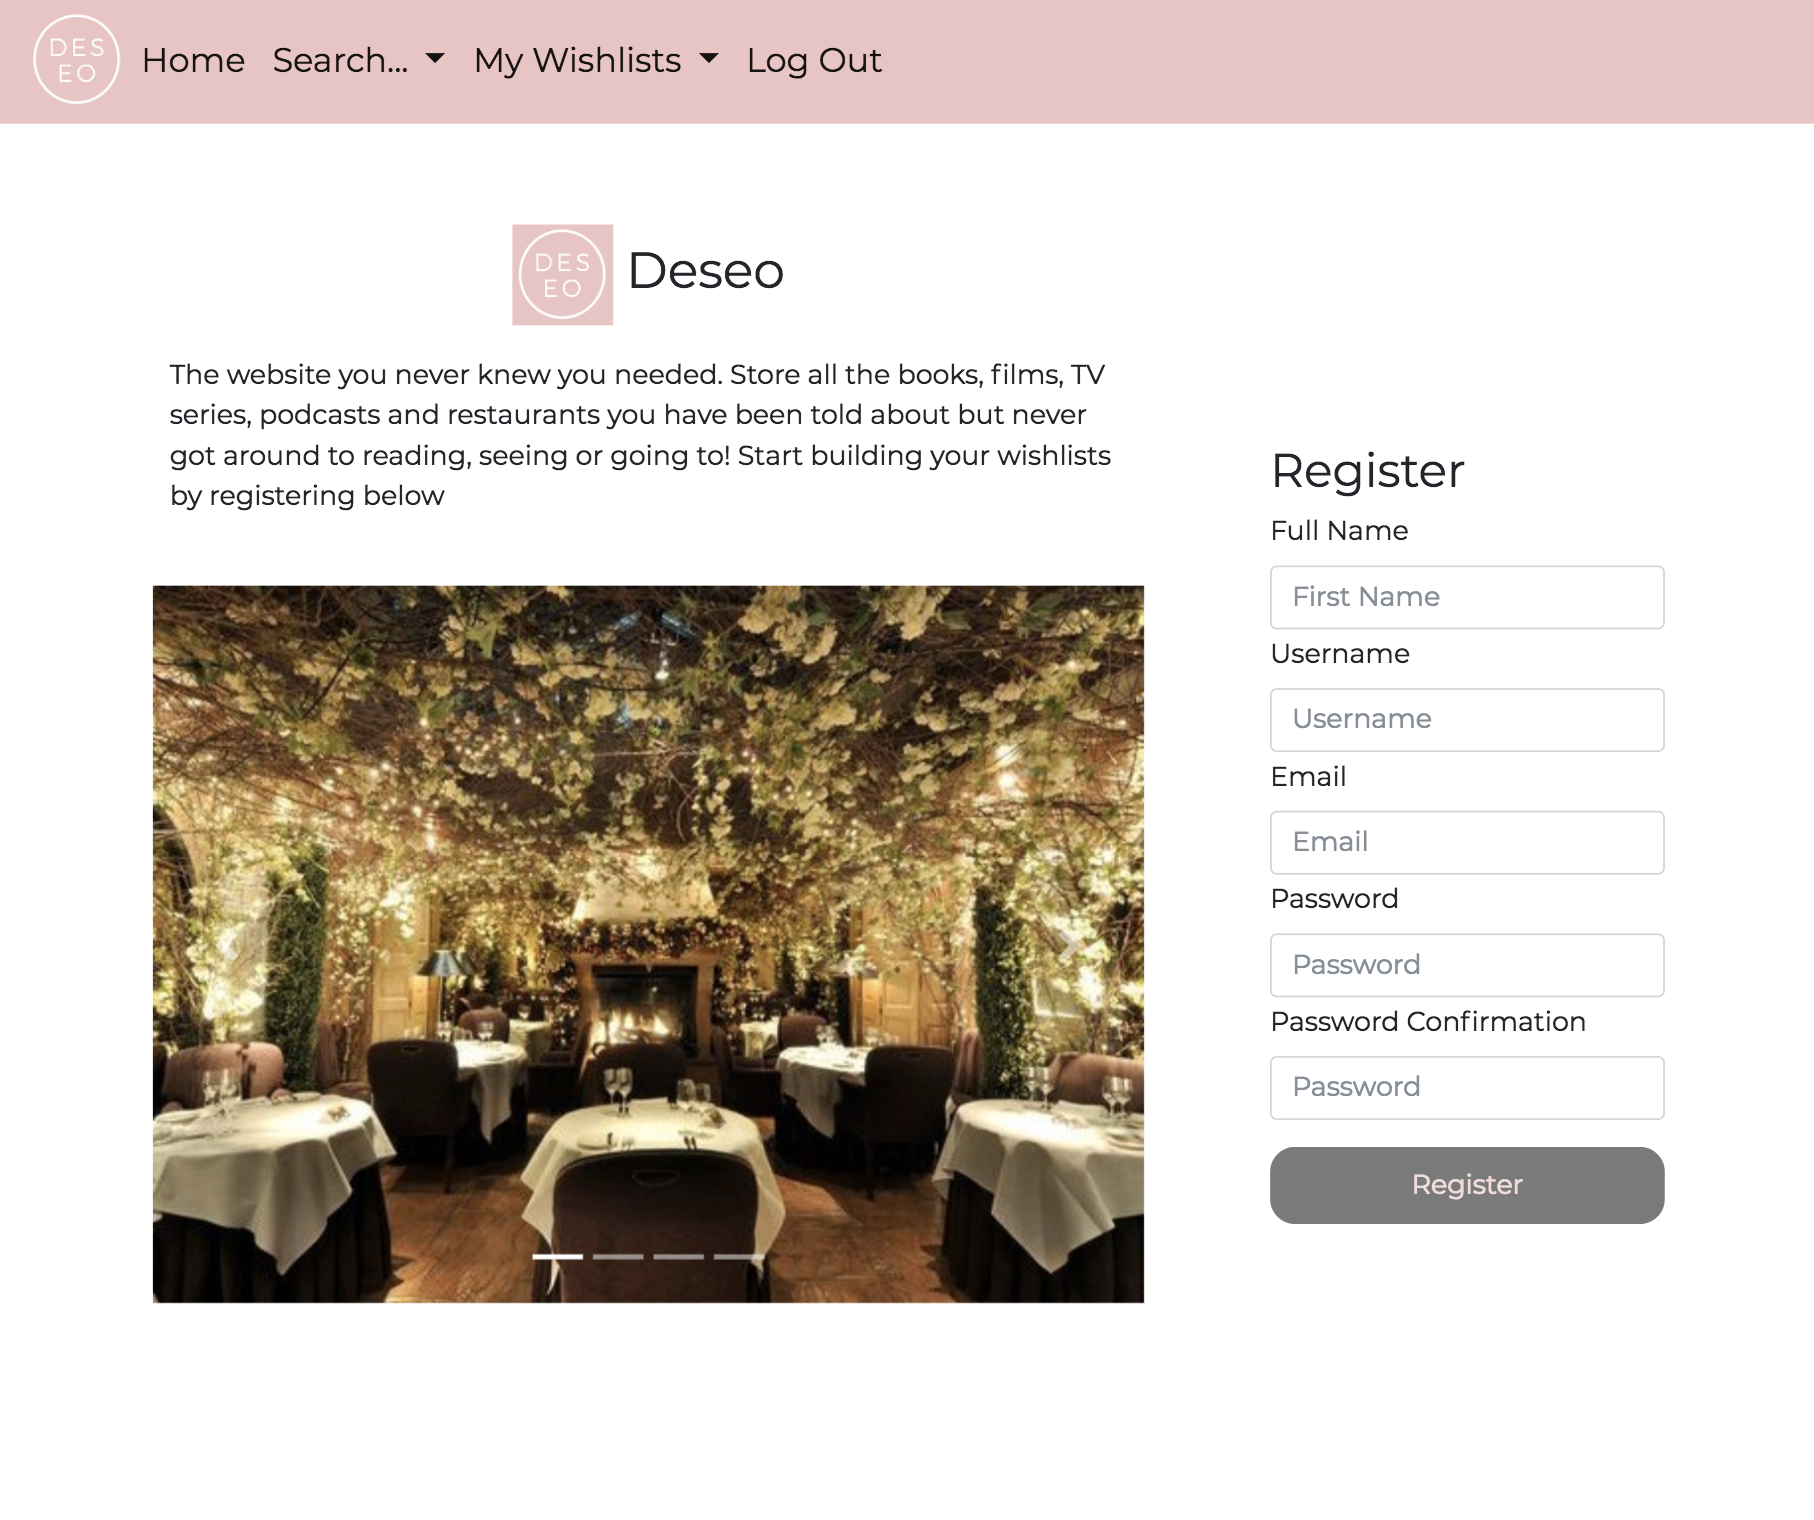 DES
EO
Home Search... My Wishlists Log Out
DES
EO
Deseo
The website you never knew you needed. Store all the books, films, TV
series, podcasts and restaurants you have been told about but never
got around to reading, seeing or going to! Start building your wishlists
by registering below
Register
Full Name
First Name
Username
Username
Email
Email
Password
Password
Password Confirmation
Password
Register